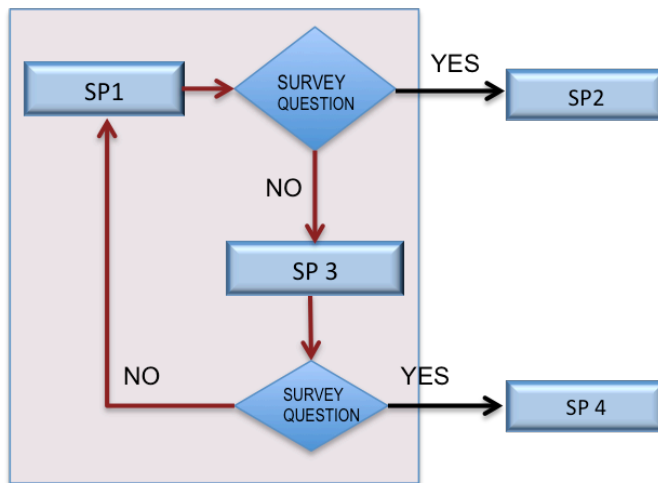 YES
SP1
SURVEY
QUESTION
SP2
NO
SP 3
NO
SURVEY
QUESTION
YES
SP 4